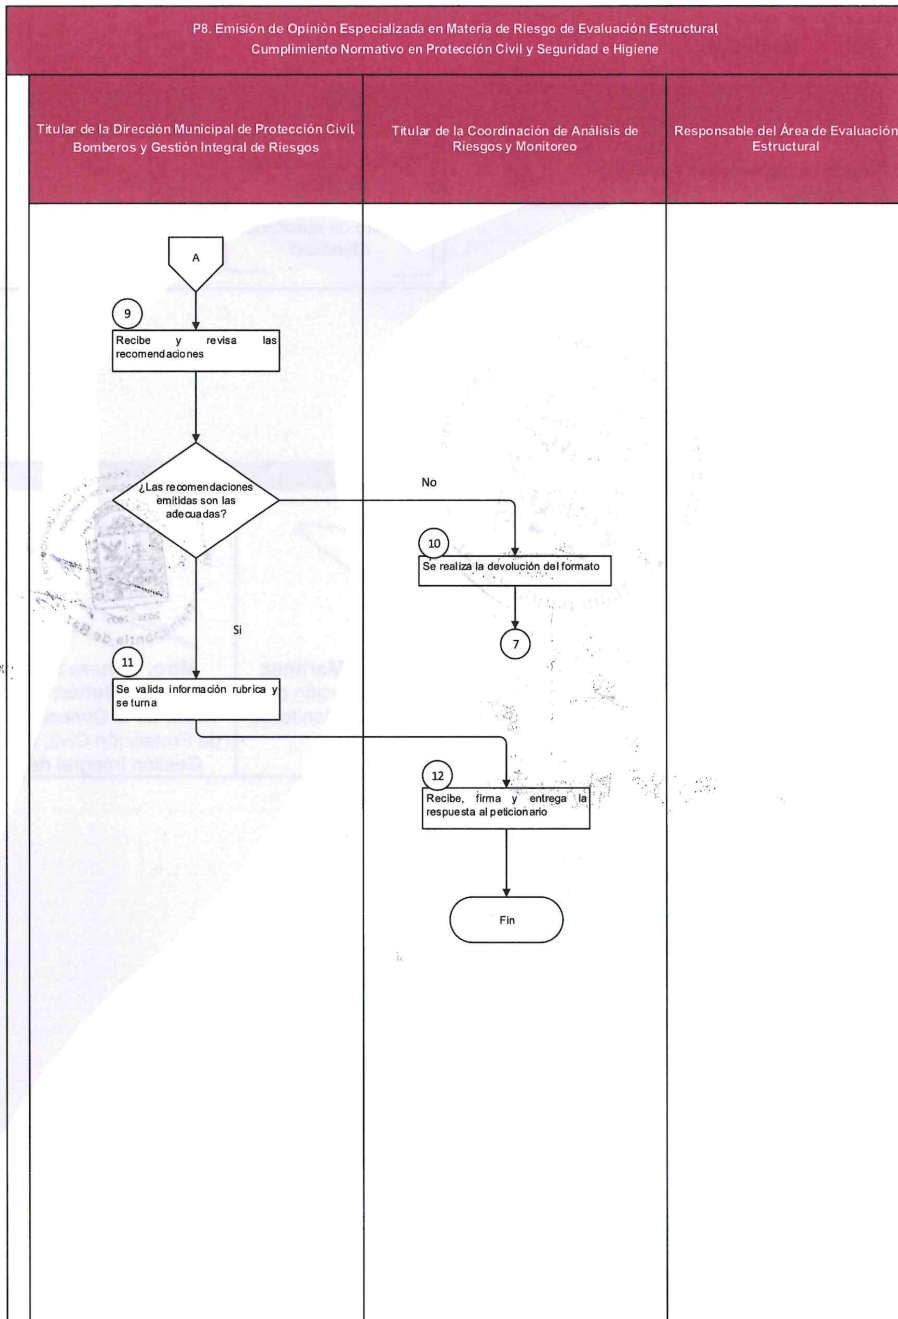 P8. Emisión de Opinión Especializada en Materia de Riesgo de Evaluación Estructural,
Cumplimiento Normativo en Protección Civil y Seguridad e Higiene
Titular de la Dirección Municipal de Protección Civil,
Bomberos y Gestión Integral de Riesgos
Titular de la Coordinación de Análisis de
Riesgos y Monitoreo
Responsable del Área de Evaluación
Estructural
A
9
Recibe y revisa las
recomendaciones
¿Las recomendaciones
emitidas son las
adecuadas?
No
10
Se realiza la devolución del formato
7
Si
11
Se valida información rubrica y
se turna
12
Recibe, firma y entrega la
respuesta al peticionario
Fin